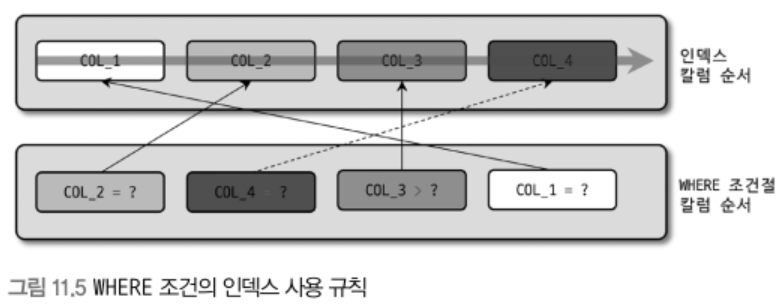 COL_1 COL_2 COL_3 COL_4
인덱스
칼럼 순서
COL_2 = ? COL_4 = ? COL_3 > ? COL_1 = ?
WHERE 조건절
칼럼 순서
그림 11.5 WHERE 조건의 인덱스 사용 규칙